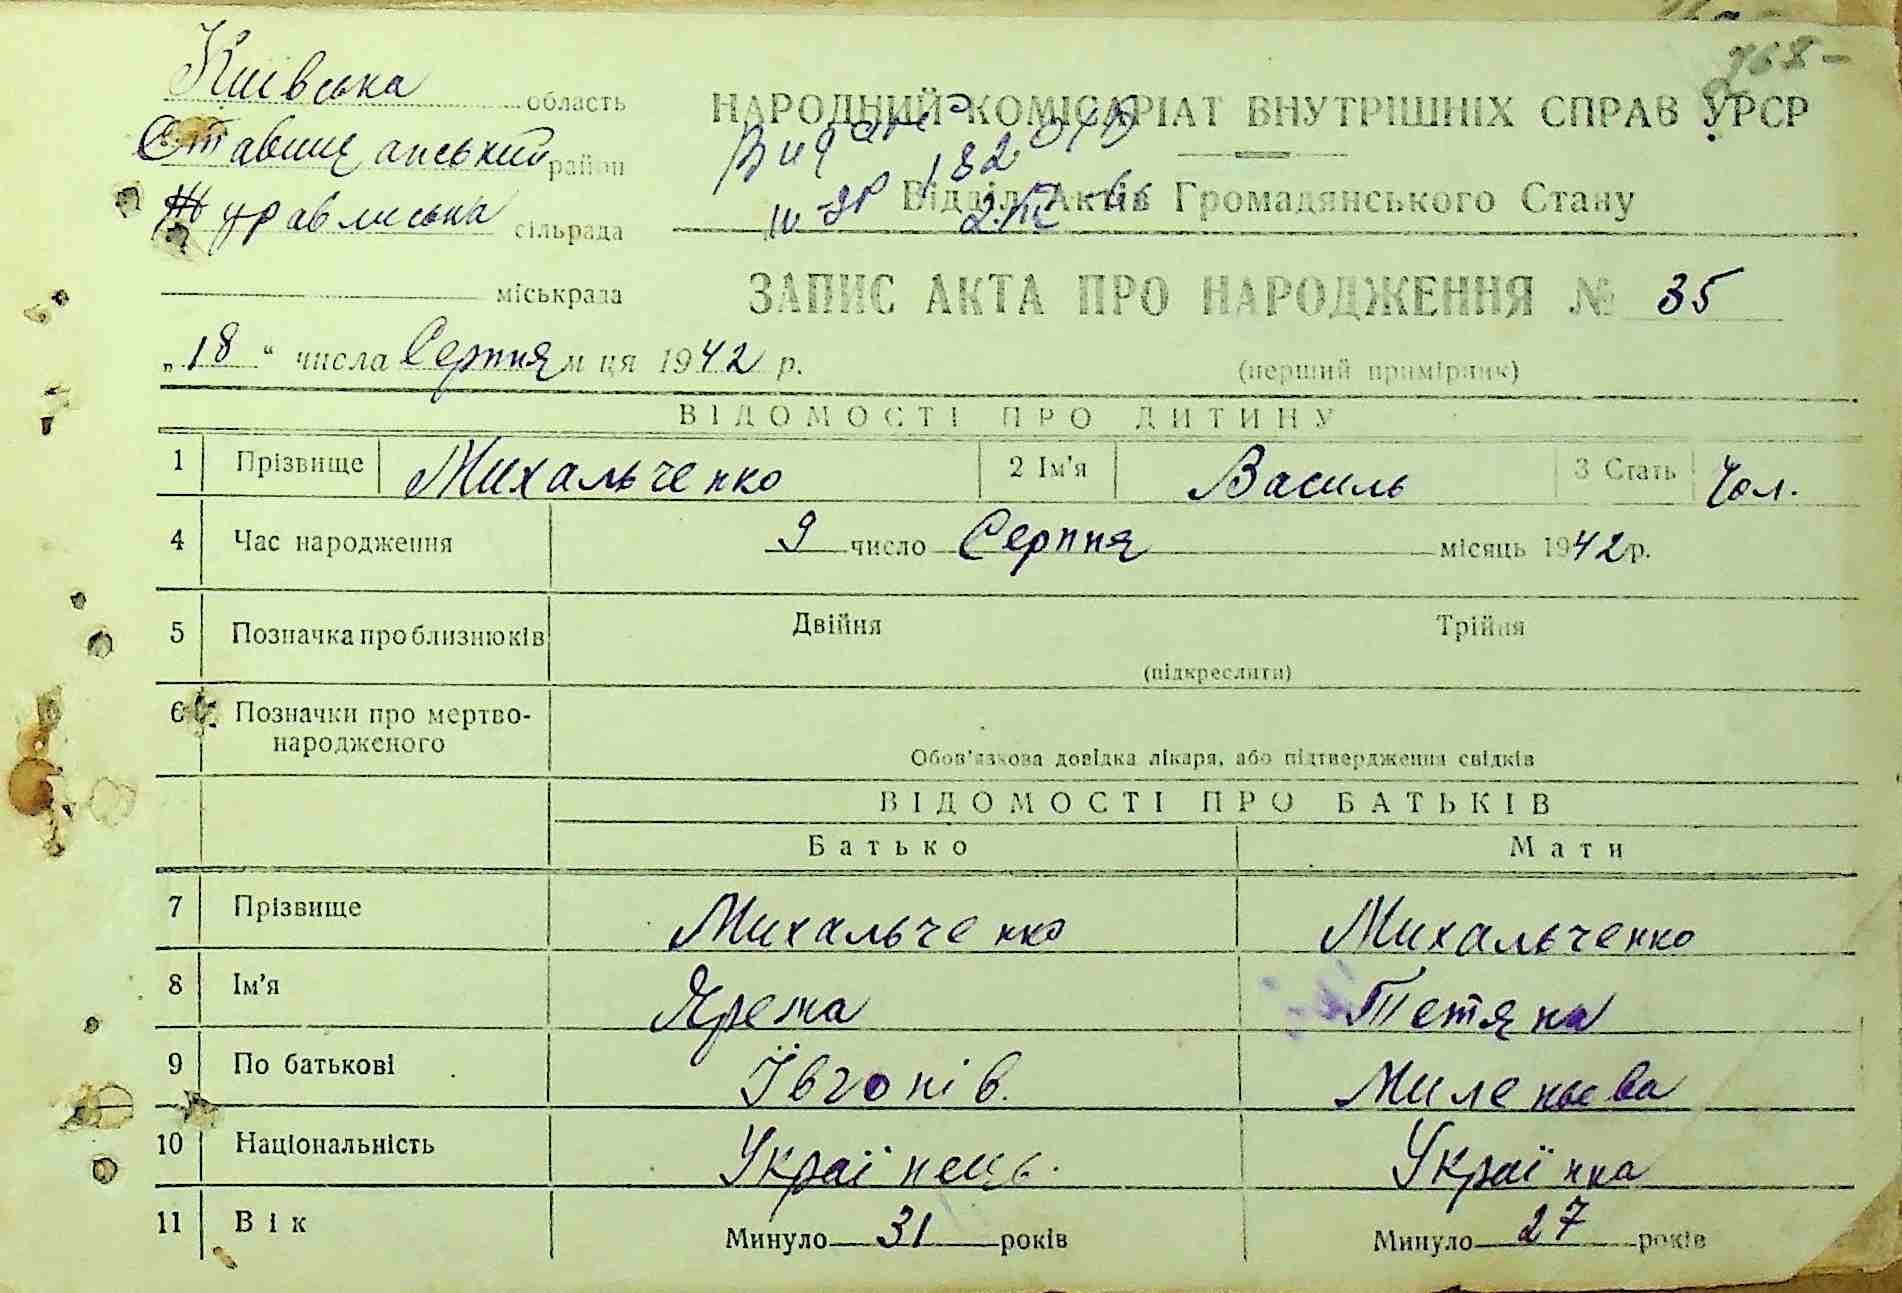 768-
Київська область
Ставищанський район
Журавлиська сільрада
міськрада
НАРОДНИЙ КОМІСАРІАТ ВНУТРІШНІХ СПРАВ УРСР
Відділ Актів Громадянського Стану
Видано
ЗАПИС АКТА ПРО НАРОДЖЕННЯ № 35
„18“ числа Серпня м ця 1942 р.
(перший примірник)
ВІДОМОСТІ ПРО ДИТИНУ
1 Прізвище Михальченко 2 Ім'я Василь 3 Стать Чол.
4 Час народження 9 число Серпня місяць 1942 р.
5 Позначка про близнюків Двійня Трійня
(підкреслити)
6 Позначки про мертво-
народженого
Обов'язкова довідка лікаря, або підтвердження свідків
ВІДОМОСТІ ПРО БАТЬКІВ
Батько Мати
7 Прізвище Михальченко Михальченко
8 Ім'я Ярема Тетяна
9 По батькові Ївгонів. Миленьєва
10 Національність Українець. Українка
11 Вік Минуло 31 років Минуло 27 років